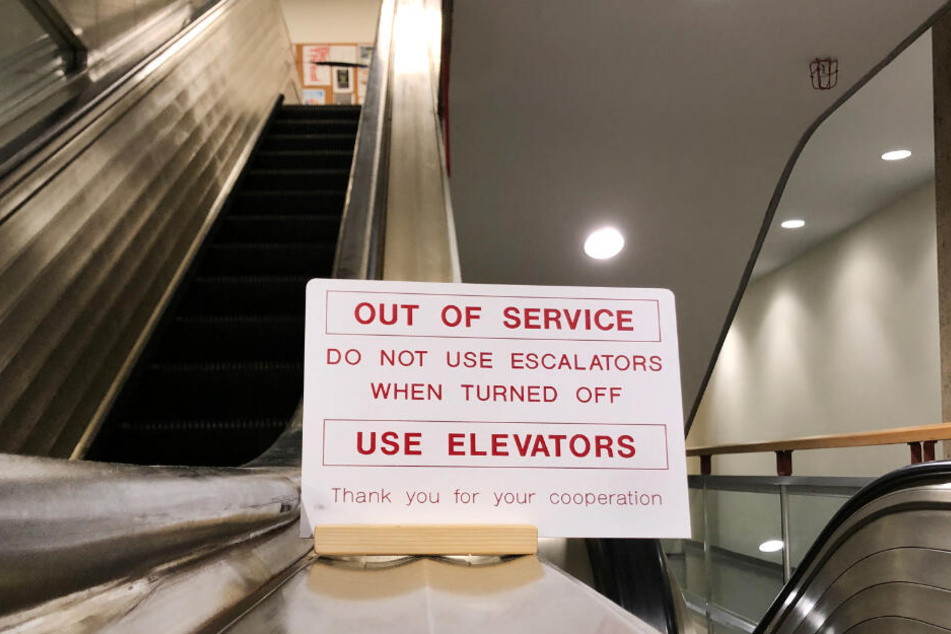 OUT OF SERVICE
DO NOT USE ESCALATORS
WHEN TURNED OFF
USE ELEVATORS
Thank you for your cooperation